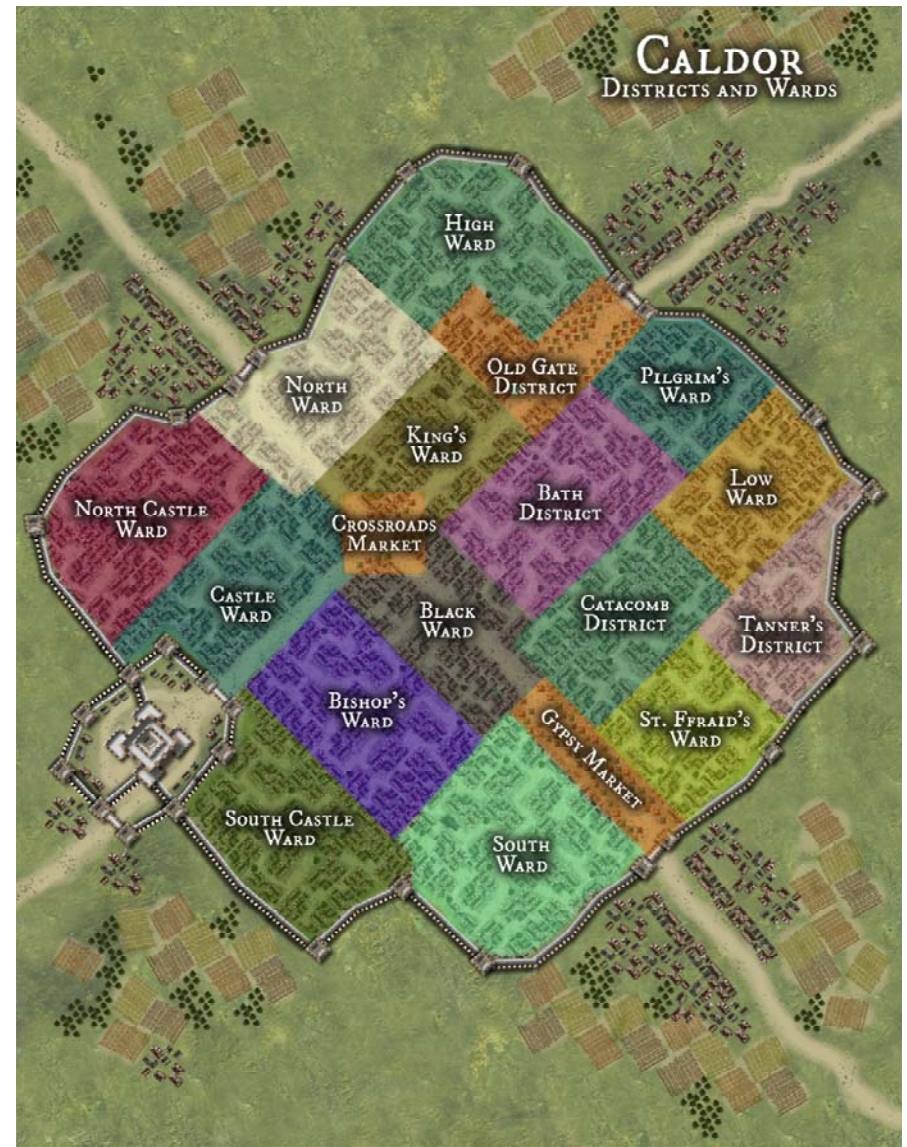 CALDOR
DISTRICTS AND WARDS
HIGH
WARD
OLD GATE
DISTRICT
PILGRIM'S
WARD
NORTH
WARD
KING'S
WARD
LOW
WARD
BATH
DISTRICT
NORTH CASTLE
WARD
CROSSROADS
MARKET
CASTLE
WARD
BLACK
WARD
CATACOMB
DISTRICT
TANNER'S
DISTRICT
BISHOP'S
WARD
GYPSY MARKET
ST. FFRAID'S
WARD
SOUTH CASTLE
WARD
SOUTH
WARD